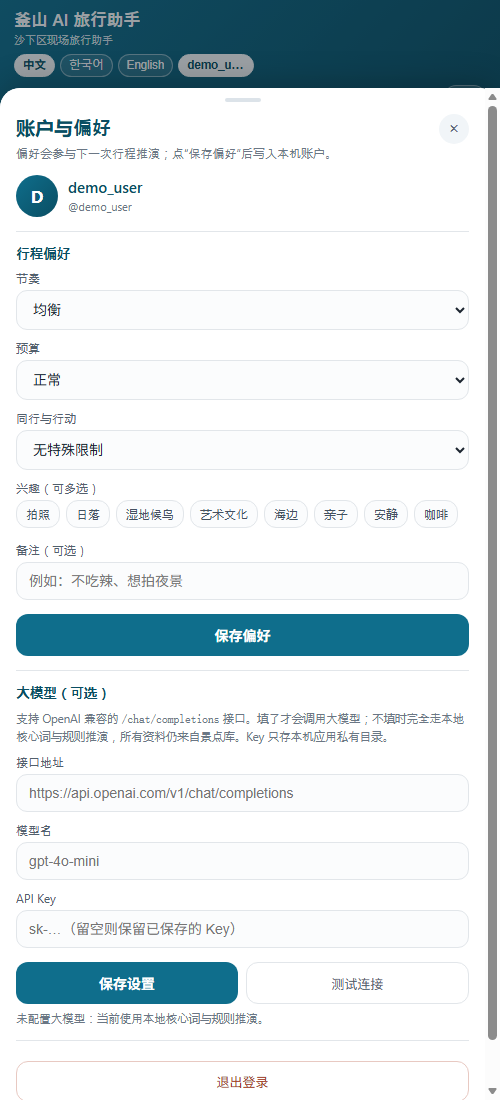 釜山 AI 旅行助手
沙下区现场旅行助手
中文 한국어 English demo_u...
账户与偏好
×
偏好会参与下一次行程推演；点“保存偏好”后写入本机账户。
D
demo_user
@demo_user
行程偏好
节奏
均衡
预算
正常
同行与行动
无特殊限制
兴趣（可多选）
拍照 日落 湿地候鸟 艺术文化 海边 亲子 安静 咖啡
备注（可选）
例如：不吃辣、想拍夜景
保存偏好
大模型（可选）
支持 OpenAI 兼容的 /chat/completions 接口。填了才会调用大模型；不填时完全走本地
核心词与规则推演，所有资料仍来自景点库。Key 只存本机应用私有目录。
接口地址
https://api.openai.com/v1/chat/completions
模型名
gpt-4o-mini
API Key
sk-...（留空则保留已保存的 Key）
保存设置 测试连接
未配置大模型：当前使用本地核心词与规则推演。
退出登录